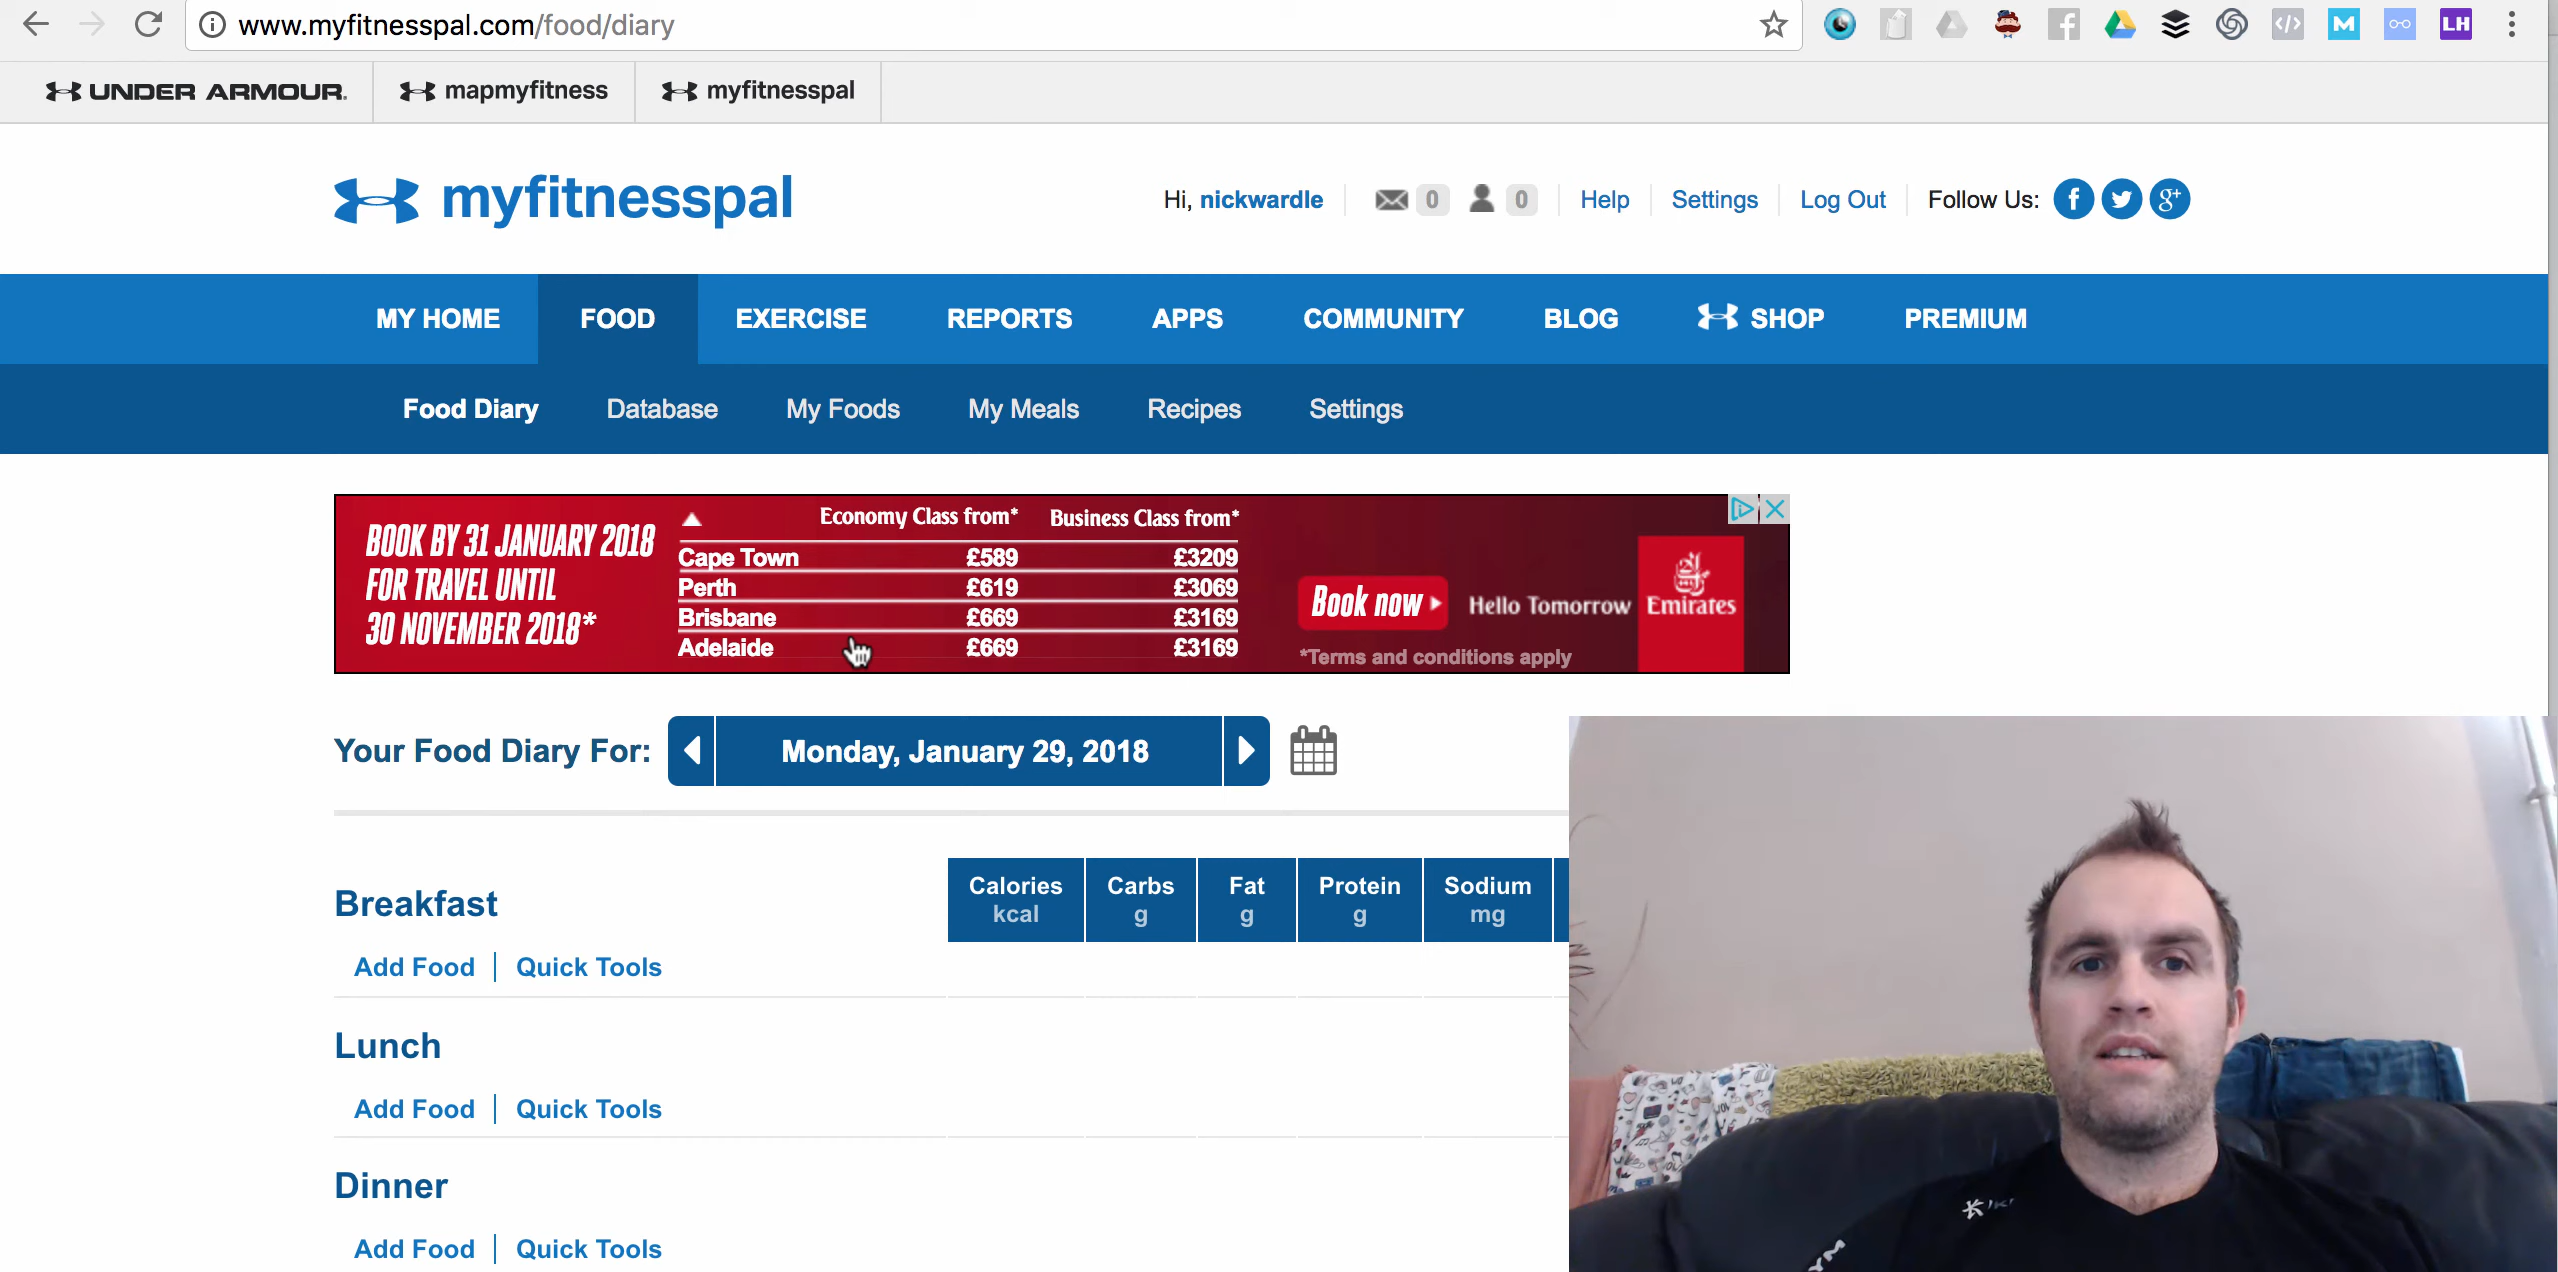 www.myfitnesspal.com/food/diary
M
LH
UNDER ARMOUR.
mapmyfitness
myfitnesspal
myfitnesspal
Hi, nickwardle
0
0
Help
Settings
Log Out
Follow Us:
MY HOME
FOOD
EXERCISE
REPORTS
APPS
COMMUNITY
BLOG
SHOP
PREMIUM
Food Diary
Database
My Foods
My Meals
Recipes
Settings
BOOK BY 31 JANUARY 2018
FOR TRAVEL UNTIL
30 NOVEMBER 2018*
Economy Class from* Business Class from*
Cape Town £589 £3209
Perth £619 £3069
Brisbane £669 £3169
Adelaide £669 £3169
Book now
Hello Tomorrow
Emirates
*Terms and conditions apply
Your Food Diary For:
Monday, January 29, 2018
Breakfast
Calories Carbs Fat Protein Sodium
kcal g g g mg
Add Food | Quick Tools
Lunch
Add Food | Quick Tools
Dinner
Add Food | Quick Tools